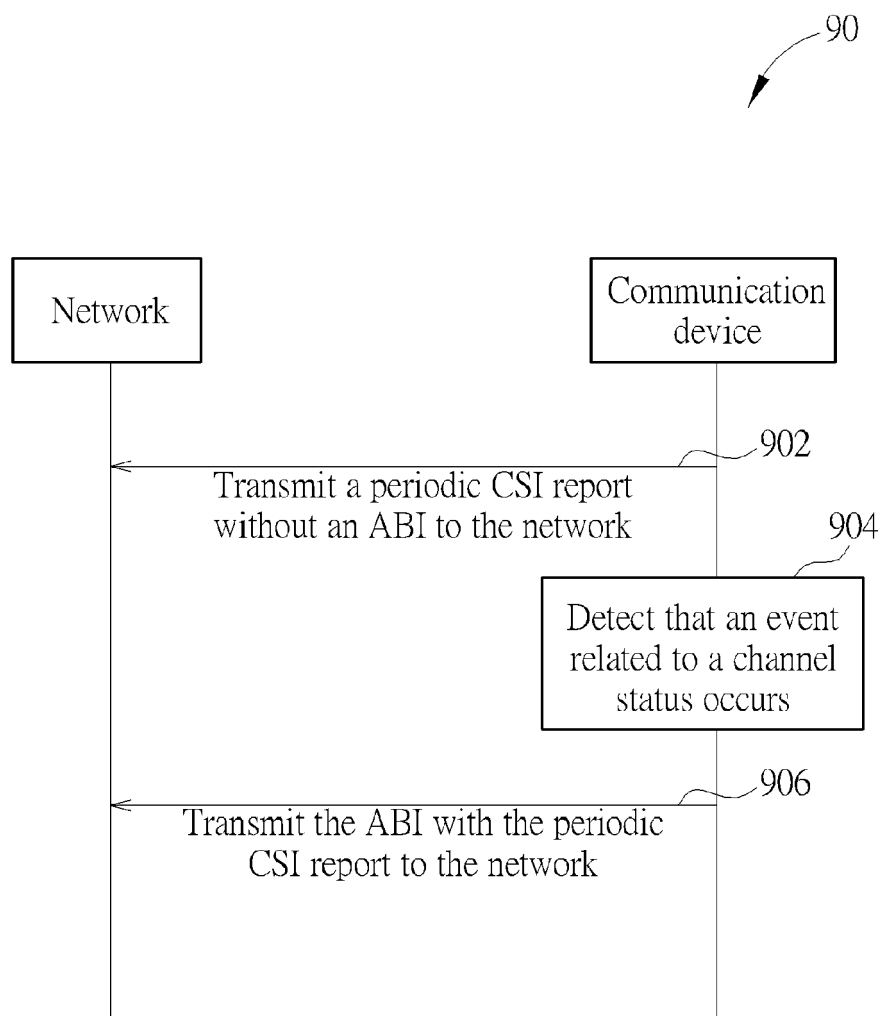 90
Network
Communication
device
902
Transmit a periodic CSI report
without an ABI to the network
904
Detect that an event
related to a channel
status occurs
906
Transmit the ABI with the periodic
CSI report to the network